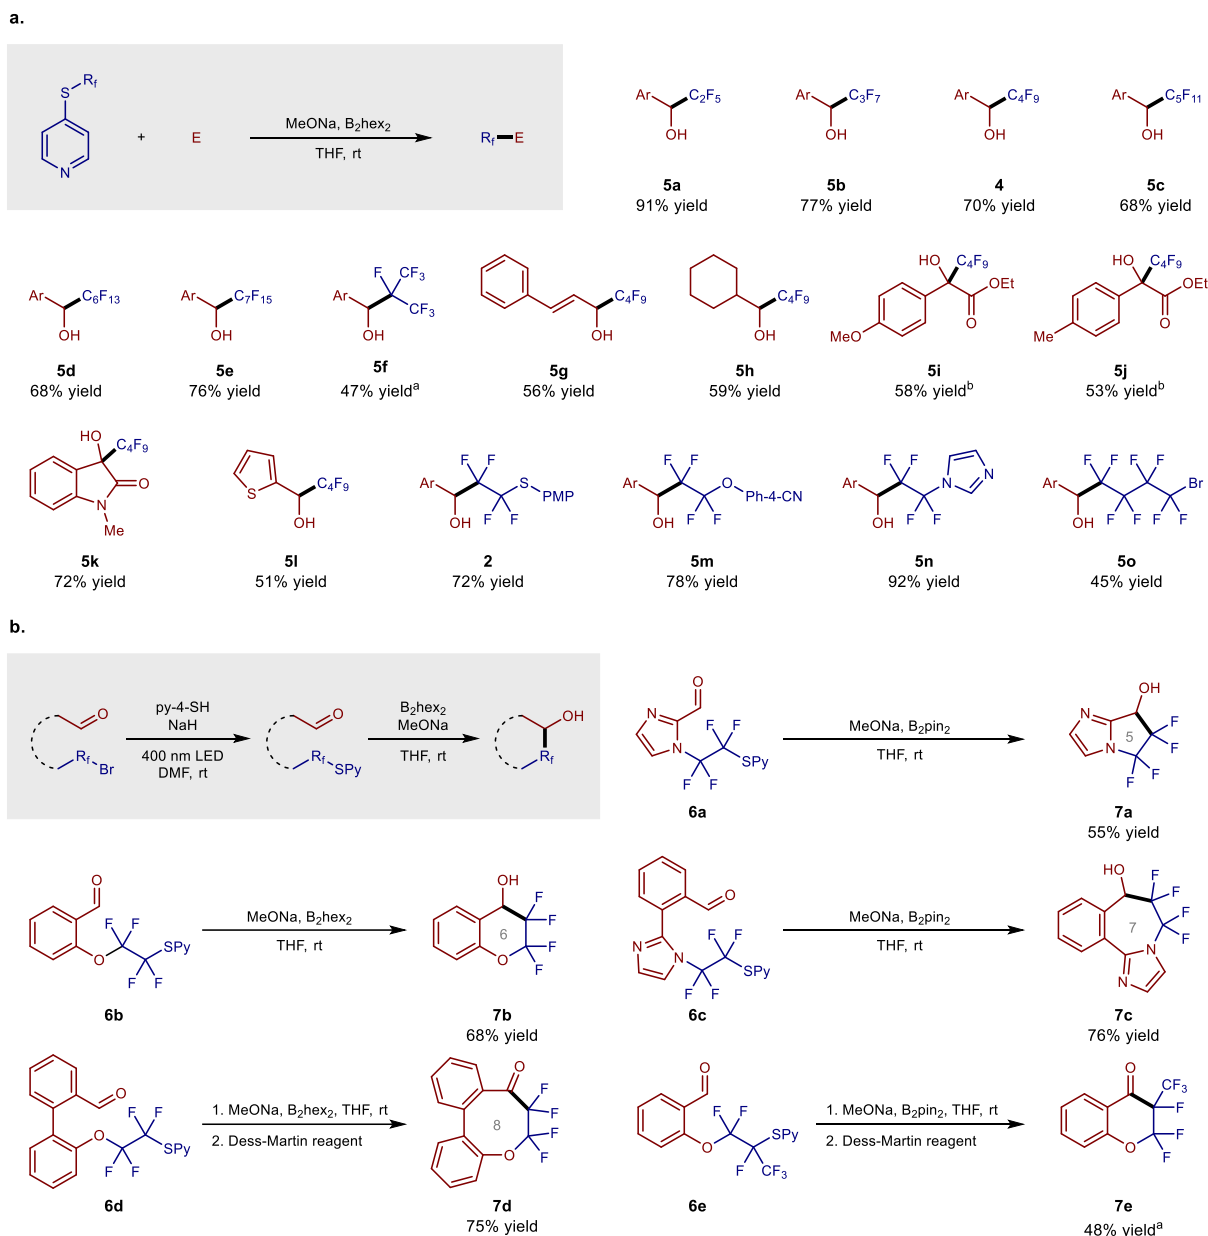 a.
S
Rf
N
+
E
MeONa, B2hex2
THF, rt
Rf E
Ar C2F5
OH
5a
91% yield
Ar C3F7
OH
5b
77% yield
Ar C4F9
OH
4
70% yield
Ar C5F11
OH
5c
68% yield
Ar C6F13
OH
5d
68% yield
Ar C7F15
OH
5e
76% yield
F CF3
Ar CF3
OH
5f
47% yielda
C4F9
OH
5g
56% yield
C4F9
OH
5h
59% yield
HO C4F9
OEt
O
MeO
5i
58% yieldb
HO C4F9
OEt
O
Me
5j
53% yieldb
HO C4F9
O
N
Me
5k
72% yield
S C4F9
OH
5l
51% yield
F F
Ar S
PMP
OH F F
2
72% yield
F F
Ar O
Ph-4-CN
OH F F
5m
78% yield
F F
Ar N N
OH F F
5n
92% yield
F F F F
Ar Br
OH F F F F
5o
45% yield
b.
O
Rf
Br
py-4-SH
NaH
400 nm LED
DMF, rt
O
Rf
SPy
B2hex2
MeONa
THF, rt
OH
Rf
O
N F F
N
SPy
F F
6a
MeONa, B2pin2
THF, rt
OH
N F
5
N F
F F
7a
55% yield
O
F F SPy
O
F F
6b
MeONa, B2hex2
THF, rt
OH
F
F
6
F
O F
7b
68% yield
O
N F F
N
SPy
F F
6c
MeONa, B2pin2
THF, rt
HO F
F
7
F
N F
N
7c
76% yield
O
F F
O
SPy
F F
6d
1. MeONa, B2hex2, THF, rt
2. Dess-Martin reagent
O
F
F
8
F
O F
7d
75% yield
O
F F SPy
O
F CF3
6e
1. MeONa, B2pin2, THF, rt
2. Dess-Martin reagent
O CF3
F
F
O F
7e
48% yielda